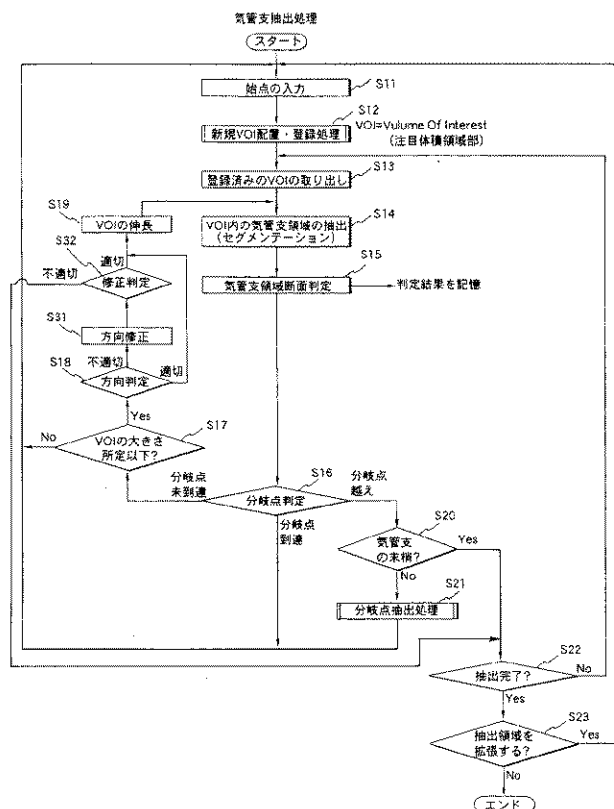 気管支抽出処理
スタート
S11
始点の入力
S12
新規VOI配置・登録処理
VOI=Vulume Of Interest
(注目体積領域部)
S13
登録済みのVOIの取り出し
S19
VOIの伸長
S14
VOI内の気管支領域の抽出
(セグメンテーション)
S32
適切
不適切
修正判定
S15
気管支領域断面判定
判定結果を記憶
S31
方向修正
S18
不適切
方向判定
適切
Yes
S17
No
VOIの大きさ
所定以下?
分岐点
未到達
S16
分岐点判定
分岐点
越え
分岐点
到達
S20
気管支
の末梢?
Yes
No
S21
分岐点抽出処理
S22
抽出完了?
No
Yes
S23
抽出領域を
拡張する?
Yes
No
エンド